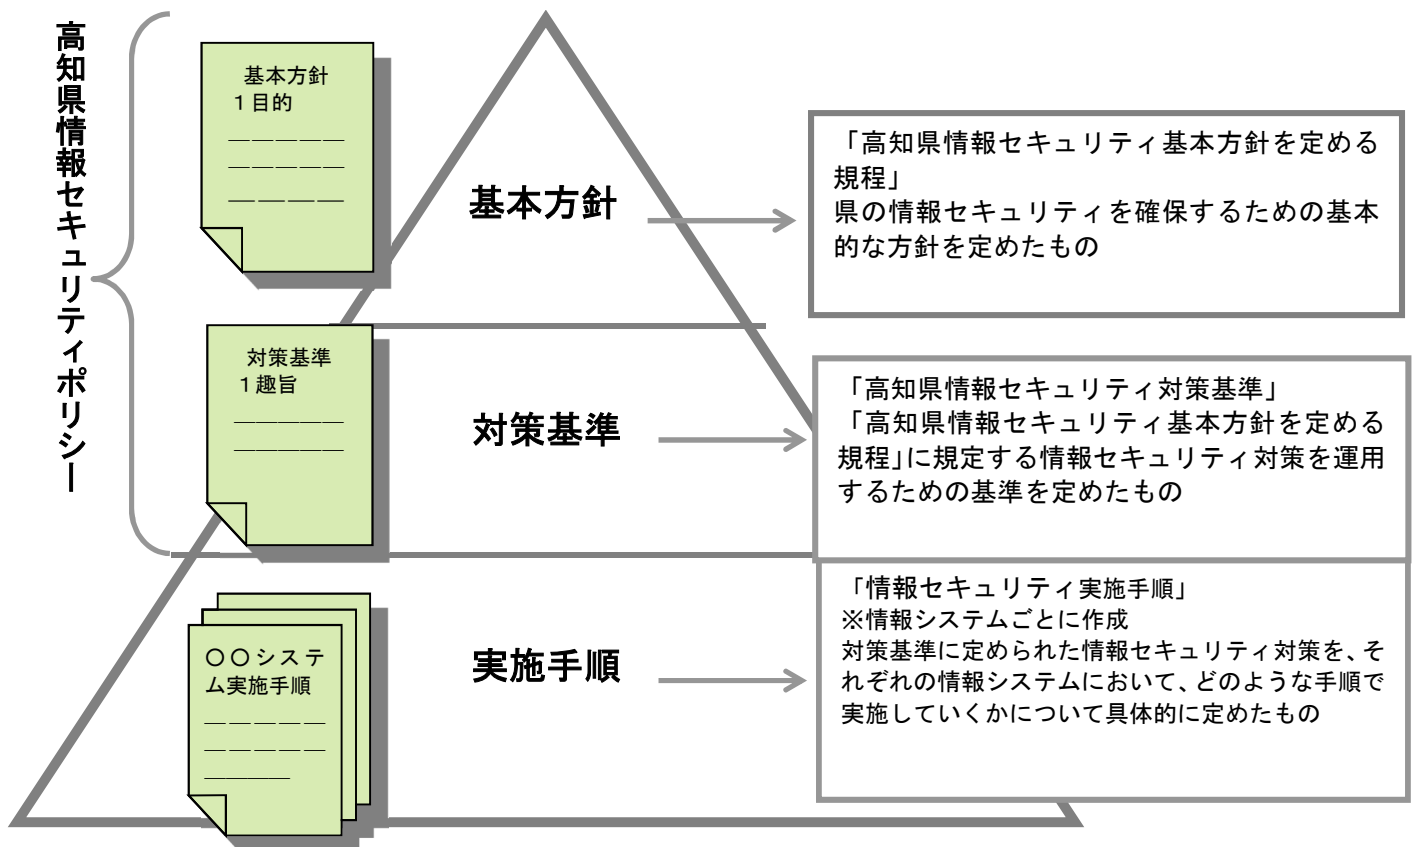 高知県情報セキュリティポリシー
基本方針
１目的
―――――
―――――
―――――
基本方針
「高知県情報セキュリティ基本方針を定める
規程」
県の情報セキュリティを確保するための基本
的な方針を定めたもの
対策基準
１趣旨
―――――
―――――
対策基準
「高知県情報セキュリティ対策基準」
「高知県情報セキュリティ基本方針を定める
規程」に規定する情報セキュリティ対策を運用
するための基準を定めたもの
〇〇システ
ム実施手順
―――――
―――――
――――
実施手順
「情報セキュリティ実施手順」
※情報システムごとに作成
対策基準に定められた情報セキュリティ対策を、そ
れぞれの情報システムにおいて、どのような手順で
実施していくかについて具体的に定めたもの